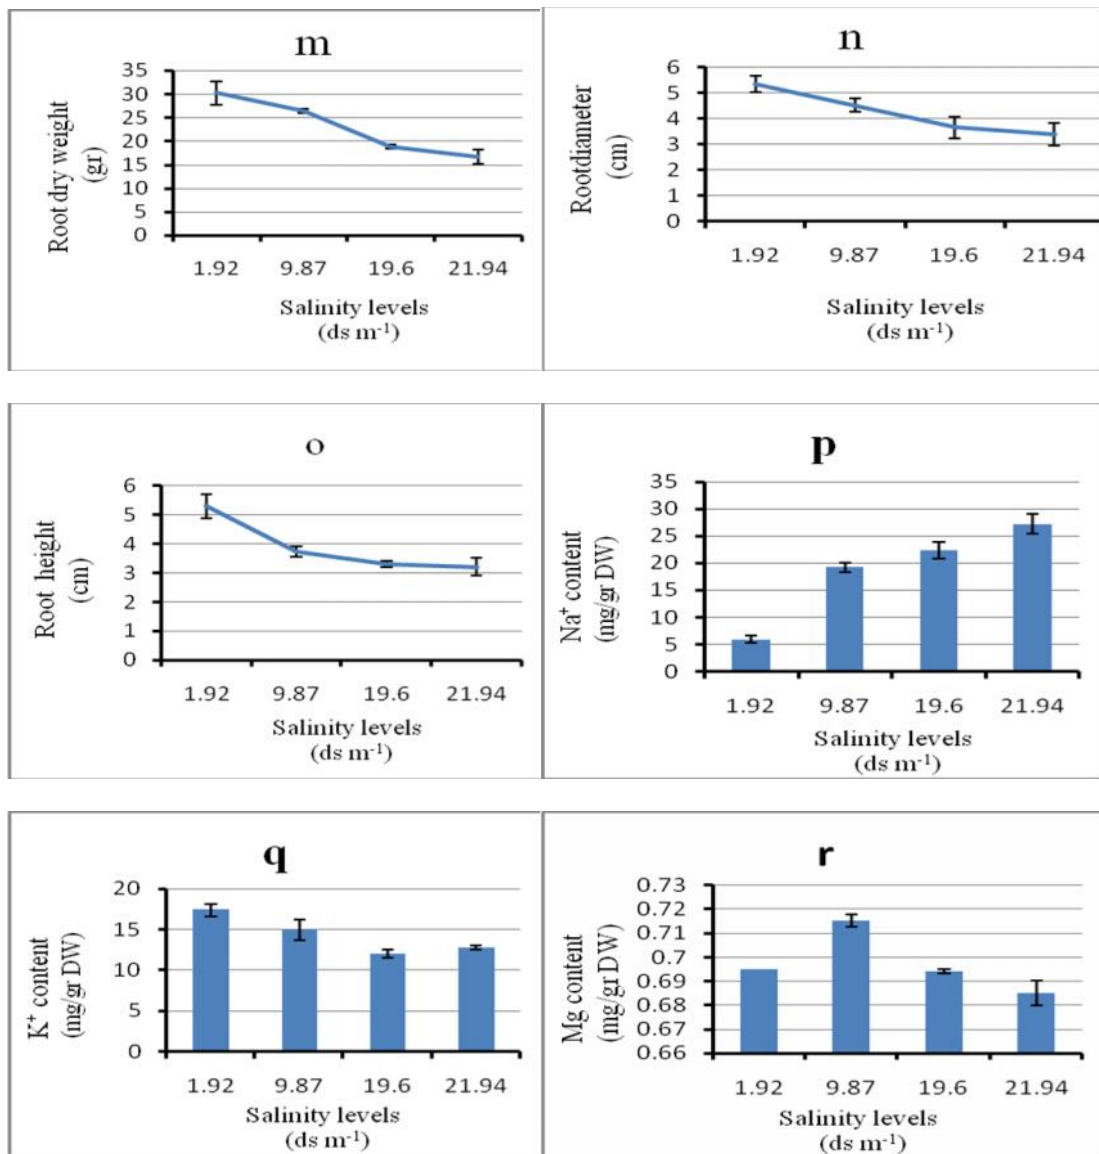 m
Root dry weight
(gr)
35
30
25
20
15
10
5
0
1.92 9.87 19.6 21.94
Salinity levels
(ds m⁻¹)
n
Rootdiameter
(cm)
6
5
4
3
2
1
0
1.92 9.87 19.6 21.94
Salinity levels
(ds m⁻¹)
o
Root height
(cm)
6
5
4
3
2
1
0
1.92 9.87 19.6 21.94
Salinity levels
(ds m⁻¹)
p
Na⁺ content
(mg/gr DW)
35
30
25
20
15
10
5
0
1.92 9.87 19.6 21.94
Salinity levels
(ds m⁻¹)
q
K⁺ content
(mg/gr DW)
20
15
10
5
0
1.92 9.87 19.6 21.94
Salinity levels
(ds m⁻¹)
r
Mg content
(mg/gr DW)
0.73
0.72
0.71
0.7
0.69
0.68
0.67
0.66
1.92 9.87 19.6 21.94
Salinity levels
(ds m⁻¹)